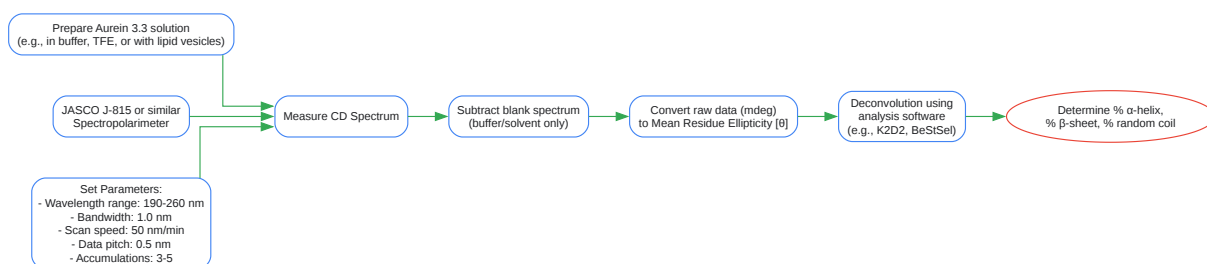 Prepare Aurein 3.3 solution
(e.g., in buffer, TFE, or with lipid vesicles)
JASCO J-815 or similar
Spectropolarimeter
Set Parameters:
- Wavelength range: 190-260 nm
- Bandwidth: 1.0 nm
- Scan speed: 50 nm/min
- Data pitch: 0.5 nm
- Accumulations: 3-5
Measure CD Spectrum
Subtract blank spectrum
(buffer/solvent only)
Convert raw data (mdeg)
to Mean Residue Ellipticity [θ]
Deconvolution using
analysis software
(e.g., K2D2, BeStSel)
Determine % α-helix,
% β-sheet, % random coil